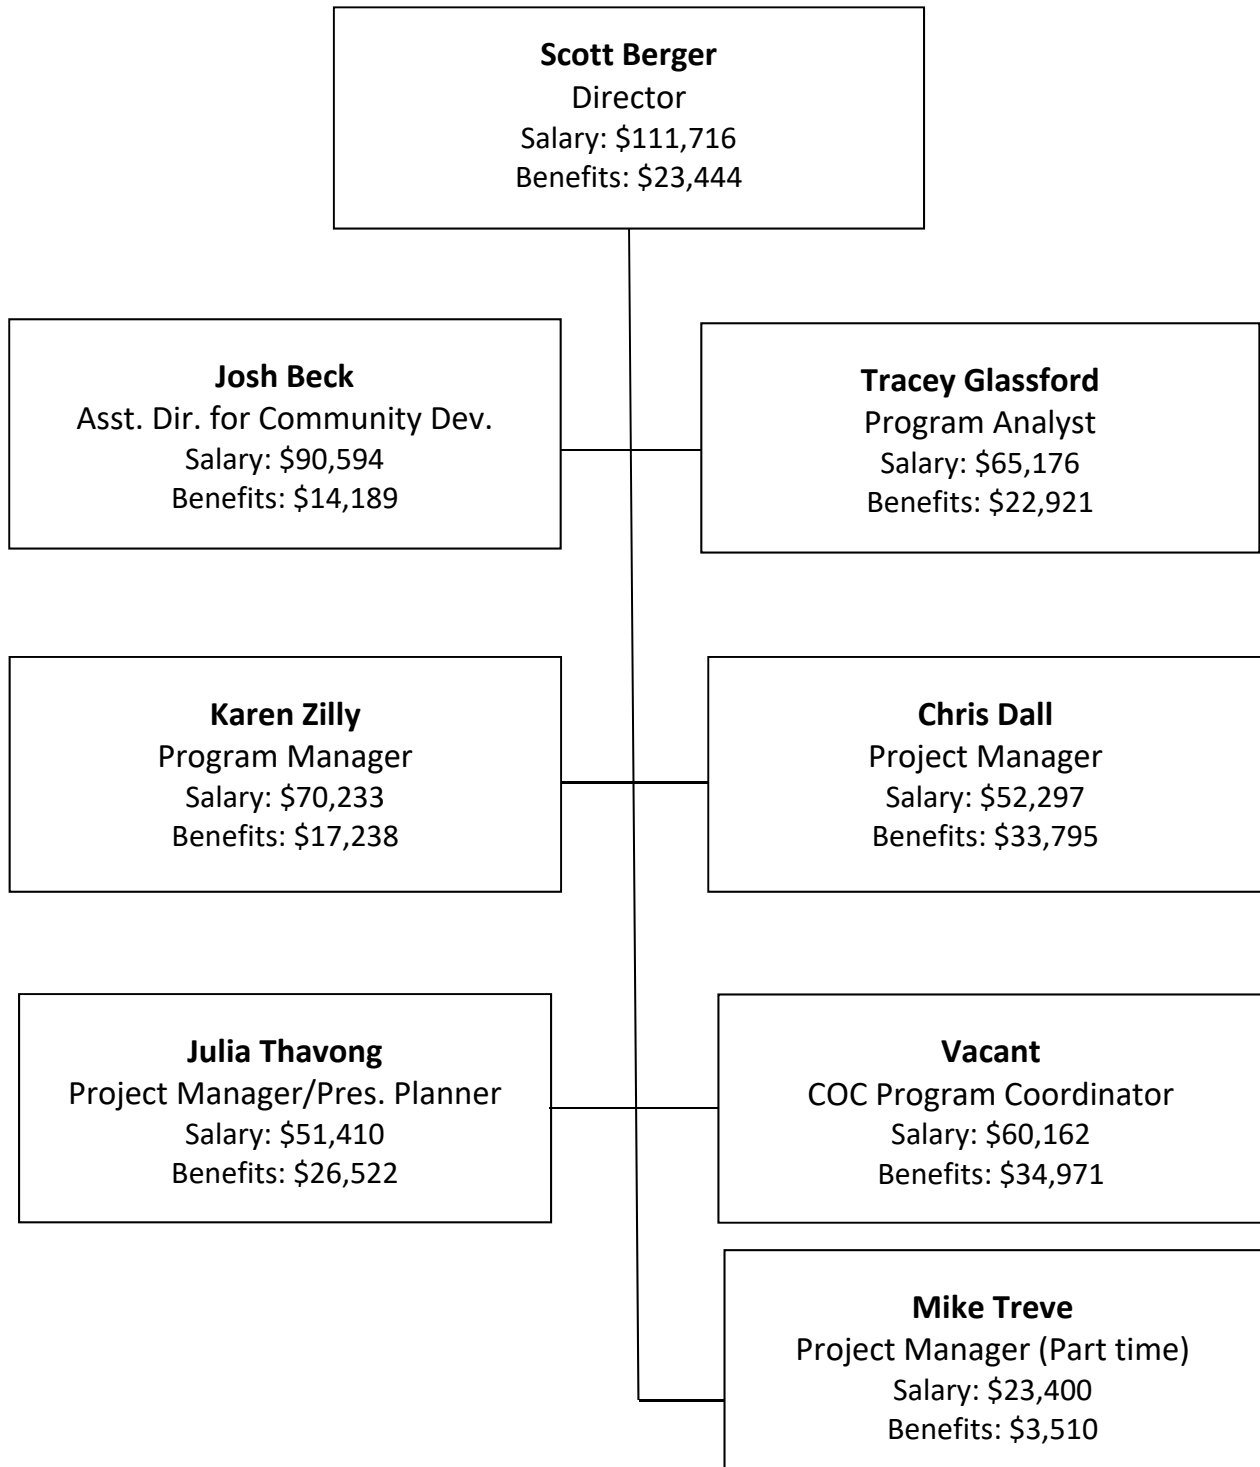 Scott Berger
Director
Salary: $111,716
Benefits: $23,444
Josh Beck
Asst. Dir. for Community Dev.
Salary: $90,594
Benefits: $14,189
Tracey Glassford
Program Analyst
Salary: $65,176
Benefits: $22,921
Karen Zilly
Program Manager
Salary: $70,233
Benefits: $17,238
Chris Dall
Project Manager
Salary: $52,297
Benefits: $33,795
Julia Thavong
Project Manager/Pres. Planner
Salary: $51,410
Benefits: $26,522
Vacant
COC Program Coordinator
Salary: $60,162
Benefits: $34,971
Mike Treve
Project Manager (Part time)
Salary: $23,400
Benefits: $3,510